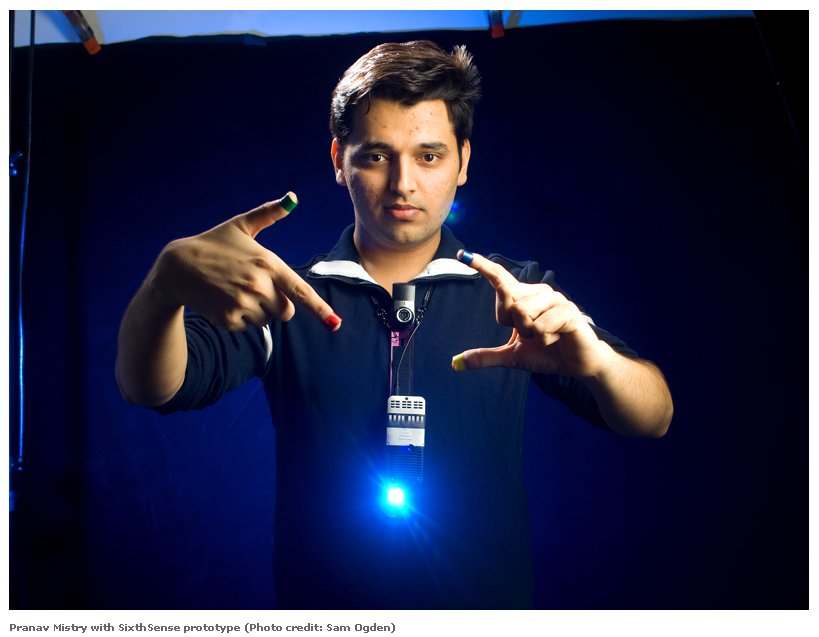 Pranav Mistry with SixthSense prototype (Photo credit: Sam Ogden)